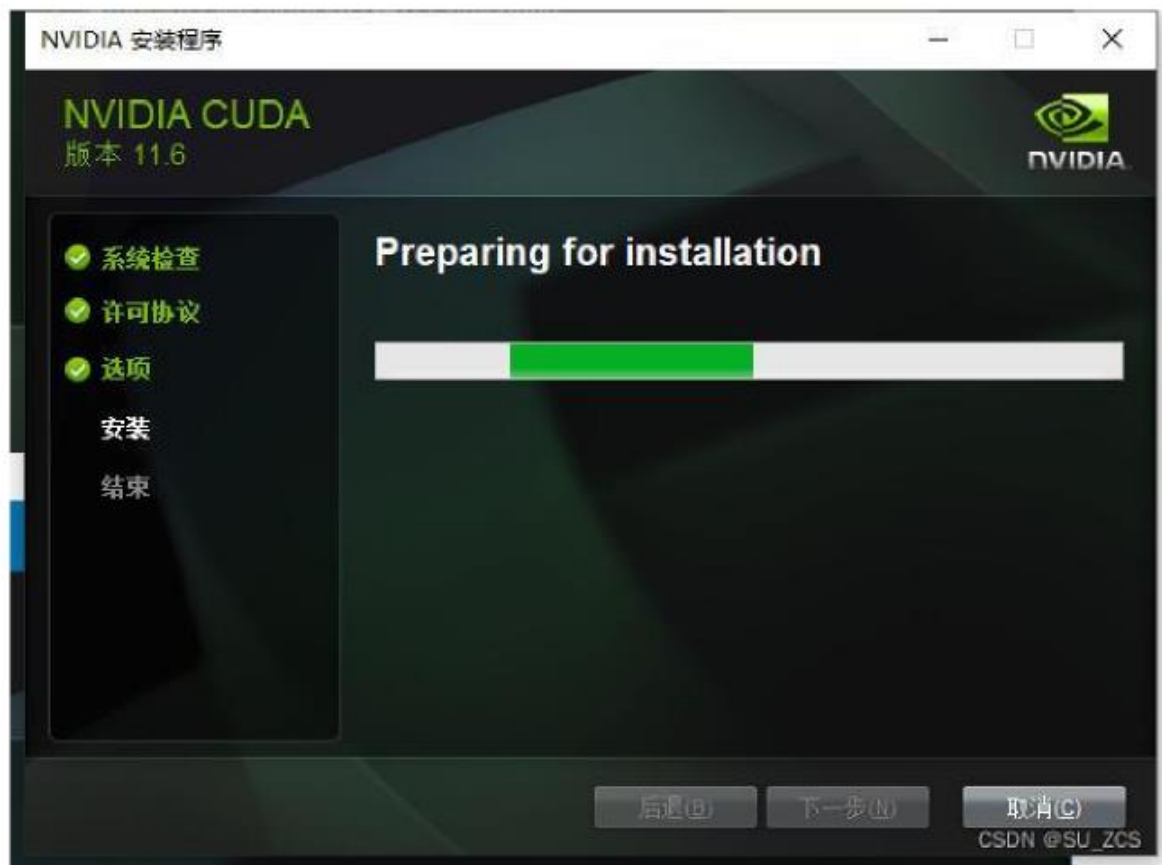 NVIDIA 安装程序
NVIDIA CUDA
版本 11.6
NVIDIA
系统检查
许可协议
选项
安装
结束
Preparing for installation
后退(B)
下一步(N)
取消(C)
CSDN @SU_ZCS